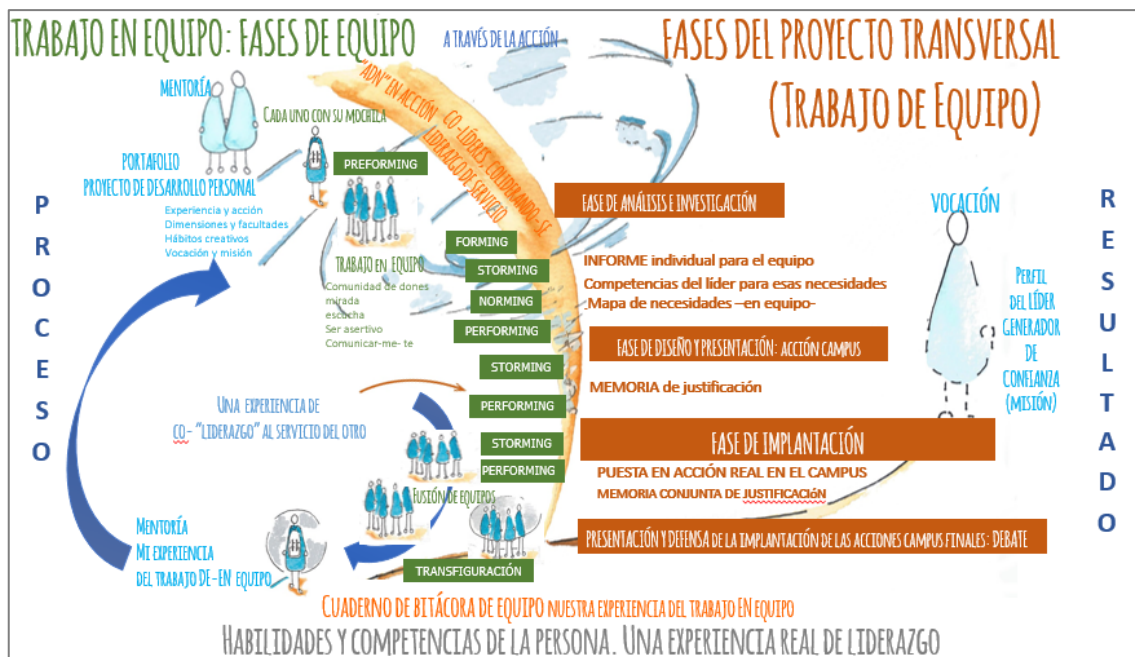 TRABAJO EN EQUIPO: FASES DE EQUIPO
A TRAVÉS DE LA ACCIÓN
FASES DEL PROYECTO TRANSVERSAL
(TRABAJO DE EQUIPO)
PROCESO
MENTORÍA
CADA UNO CON SU MOCHILA
PORTAFOLIO
PROYECTO DE DESARROLLO PERSONAL
Experiencia y acción
Dimensiones y facultades
Hábitos creativos
Vocación y misión
"ADN" IN ACCIÓN
CO-LÍDERES COLIDERANDO-SE
LIDERAZGO DE SERVICIO
PREFORMING
FORMING
STORMING
NORMING
PERFORMING
STORMING
PERFORMING
STORMING
PERFORMING
TRANSFIGURACIÓN
TRABAJO EN EQUIPO
Comunidad de dones
mirada
escucha
Ser asertivo
Comunicar-me- te
UNA EXPERIENCIA DE
CO- "LIDERAZGO" AL SERVICIO DEL OTRO
FUSIÓN DE EQUIPOS
MENTORÍA
MI EXPERIENCIA
DEL TRABAJO DE-EN EQUIPO
FASE DE ANÁLISIS E INVESTIGACIÓN
INFORME individual para el equipo
Competencias del líder para esas necesidades
Mapa de necesidades –en equipo-
FASE DE DISEÑO Y PRESENTACIÓN: ACCIÓN CAMPUS
MEMORIA de justificación
FASE DE IMPLANTACIÓN
PUESTA EN ACCIÓN REAL EN EL CAMPUS
MEMORIA CONJUNTA DE JUSTIFICACIóN
PRESENTACIÓN Y DEFENSA DE LA IMPLANTACIÓN DE LAS ACCIONES CAMPUS FINALES: DEBATE
VOCACIÓN
PERFIL
DEL LÍDER
GENERADOR
DE
CONFIANZA
(MISIÓN)
RESULTADO
CUADERNO DE BITÁCORA DE EQUIPO NUESTRA EXPERIENCIA DEL TRABAJO EN EQUIPO
HABILIDADES Y COMPETENCIAS DE LA PERSONA. UNA EXPERIENCIA REAL DE LIDERAZGO